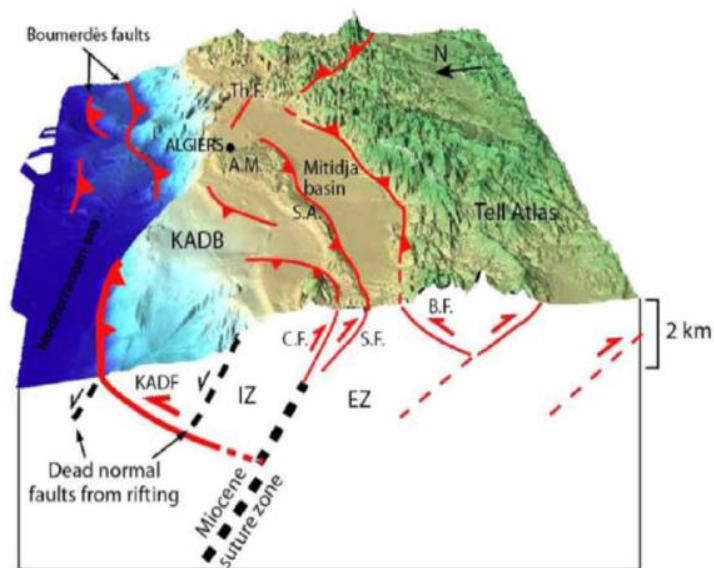 Boumerdès faults
N
Th.F.
ALGIERS
A.M.
Mitidja
basin
S.A.
Tell Atlas
KADB
Mediterranean sea
B.F.
C.F.
S.F.
2 km
KADF
IZ
EZ
Dead normal
faults from rifting
Miocene
suture zone